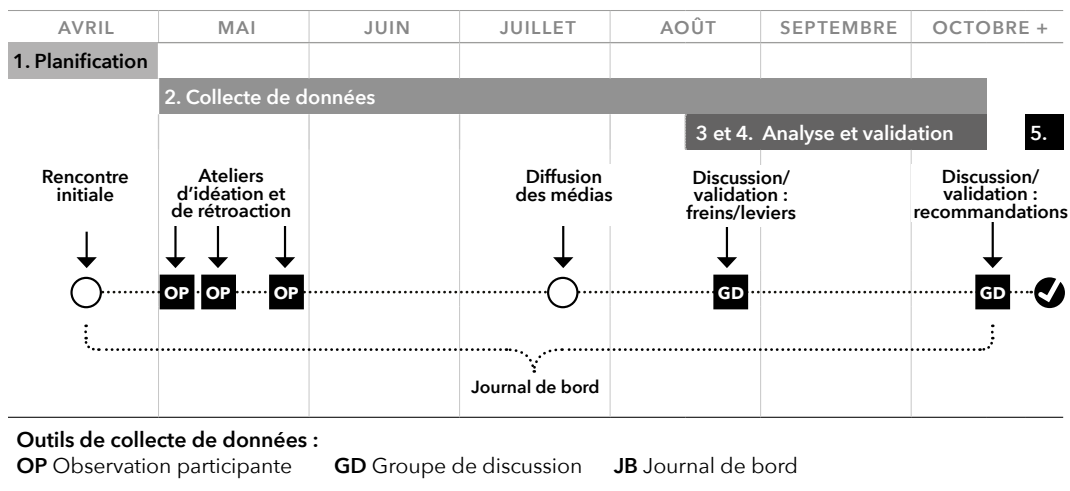 AVRIL MAI JUIN JUILLET AOÛT SEPTEMBRE OCTOBRE +
1. Planification
2. Collecte de données
3 et 4. Analyse et validation
5.
Rencontre
initiale
Ateliers
d'idéation et
de rétroaction
Diffusion
des médias
Discussion/
validation :
freins/leviers
Discussion/
validation :
recommandations
OP OP OP GD GD
Journal de bord
Outils de collecte de données :
OP Observation participante GD Groupe de discussion JB Journal de bord